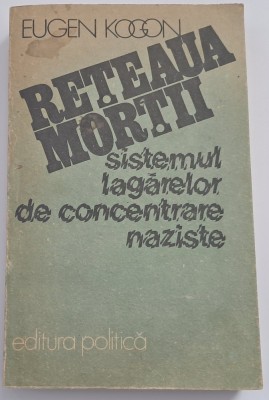 EUGEN KOGON
REȚEAUA
MORȚII
sistemul
lagărelor
de concentrare
naziste
editura politică